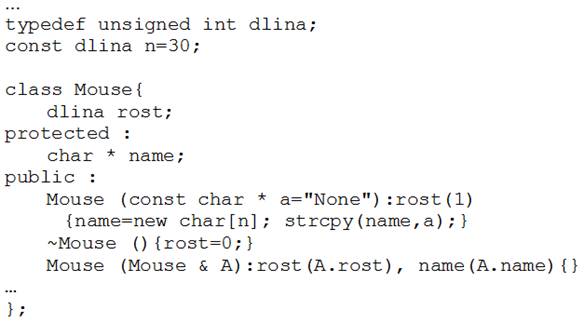 ...
typedef unsigned int dlina;
const dlina n=30;
class Mouse{
dlina rost;
protected :
char * name;
public :
Mouse (const char * a="None"):rost(1)
{name=new char[n]; strcpy(name,a);}
~Mouse (){rost=0;}
Mouse (Mouse & A):rost(A.rost), name(A.name){}
…
};